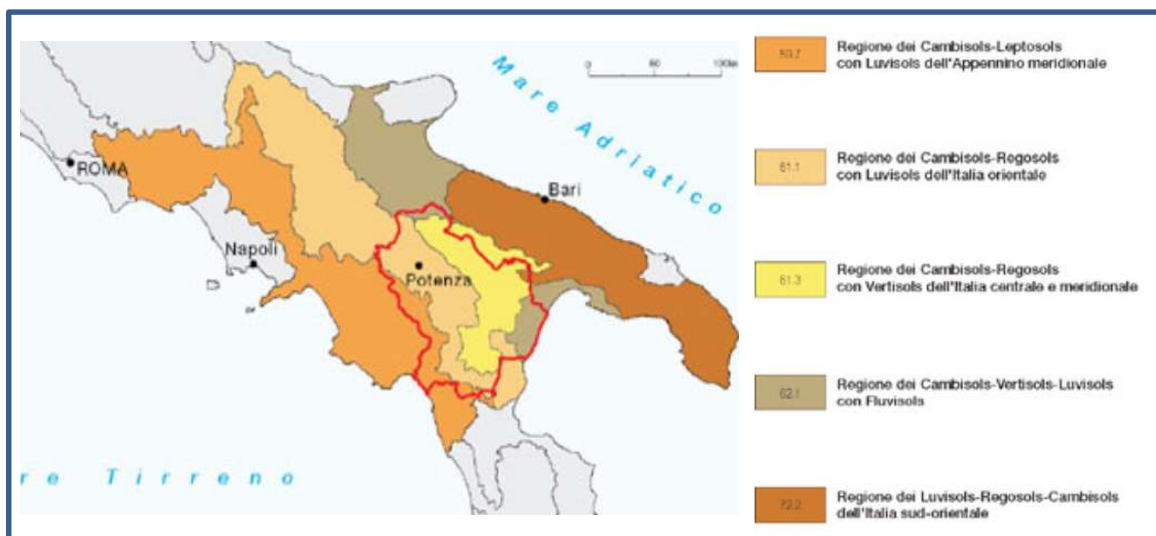 Mare Adriatico
0 50 100km
ROMA
Bari
Napoli
Potenza
re Tirreno
59.7
Regione dei Cambisols-Leptosols
con Luvisols dell'Appennino meridionale
61.1
Regione dei Cambisols-Regosols
con Luvisols dell'Italia orientale
61.3
Regione dei Cambisols-Regosols
con Vertisols dell'Italia centrale e meridionale
62.1
Regione dei Cambisols-Vertisols-Luvisols
con Fluvisols
72.2
Regione dei Luvisols-Regosols-Cambisols
dell'Italia sud-orientale